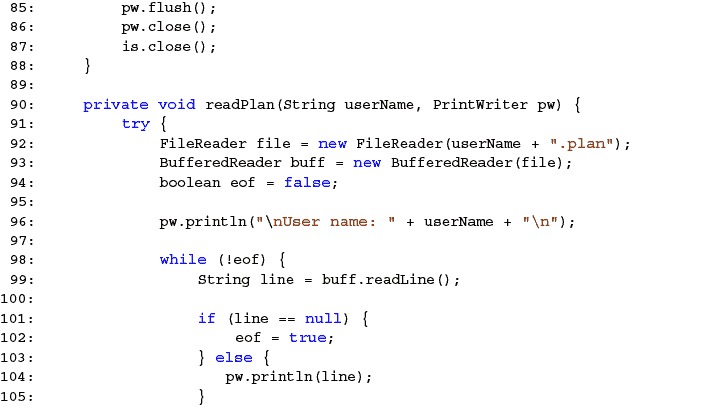 85:          pw.flush();
86:          pw.close();
87:          is.close();
88:     }
89:
90:     private void readPlan(String userName, PrintWriter pw) {
91:          try {
92:               FileReader file = new FileReader(userName + ".plan");
93:               BufferedReader buff = new BufferedReader(file);
94:               boolean eof = false;
95:
96:               pw.println("\nUser name: " + userName + "\n");
97:
98:               while (!eof) {
99:                    String line = buff.readLine();
100:
101:                    if (line == null) {
102:                         eof = true;
103:                    } else {
104:                        pw.println(line);
105:                    }